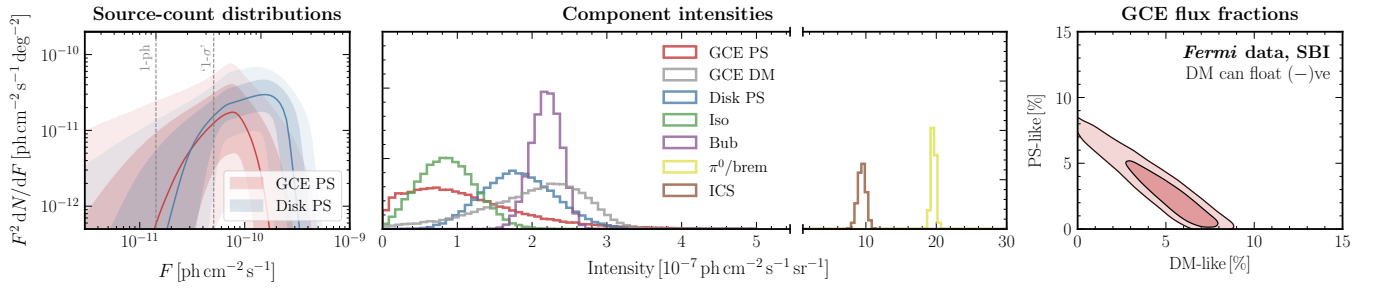 Source-count distributions
F² dN/dF [ph cm⁻² s⁻¹ deg⁻²]
10⁻¹⁰
10⁻¹¹
10⁻¹²
1-ph
'1-σ'
GCE PS
Disk PS
10⁻¹¹ 10⁻¹⁰ 10⁻⁹
F [ph cm⁻² s⁻¹]
Component intensities
GCE PS
GCE DM
Disk PS
Iso
Bub
π⁰/brem
ICS
0 1 2 3 4 5 10 20 30
Intensity [10⁻⁷ ph cm⁻² s⁻¹ sr⁻¹]
GCE flux fractions
PS-like [%]
15
10
5
0
Fermi data, SBI
DM can float (−)ve
0 5 10 15
DM-like [%]